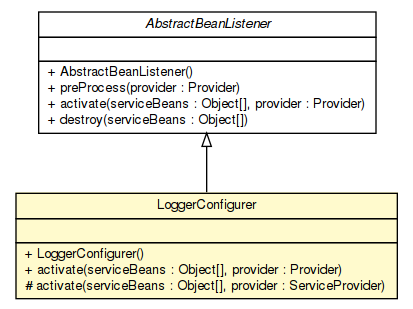 AbstractBeanListener
+ AbstractBeanListener()
+ preProcess(provider : Provider)
+ activate(serviceBeans : Object[], provider : Provider)
+ destroy(serviceBeans : Object[])
LoggerConfigurer
+ LoggerConfigurer()
+ activate(serviceBeans : Object[], provider : Provider)
# activate(serviceBeans : Object[], provider : ServiceProvider)